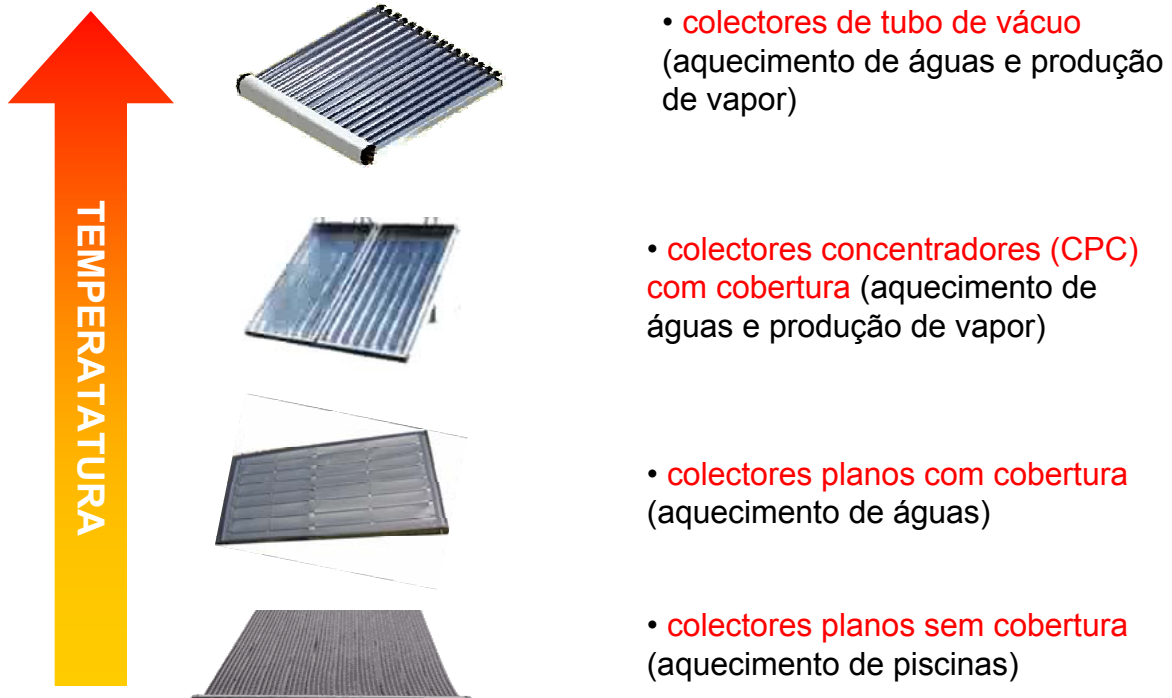 • colectores de tubo de vácuo
(aquecimento de águas e produção
de vapor)
TEMPERATATURA
• colectores concentradores (CPC)
com cobertura (aquecimento de
águas e produção de vapor)
• colectores planos com cobertura
(aquecimento de águas)
• colectores planos sem cobertura
(aquecimento de piscinas)